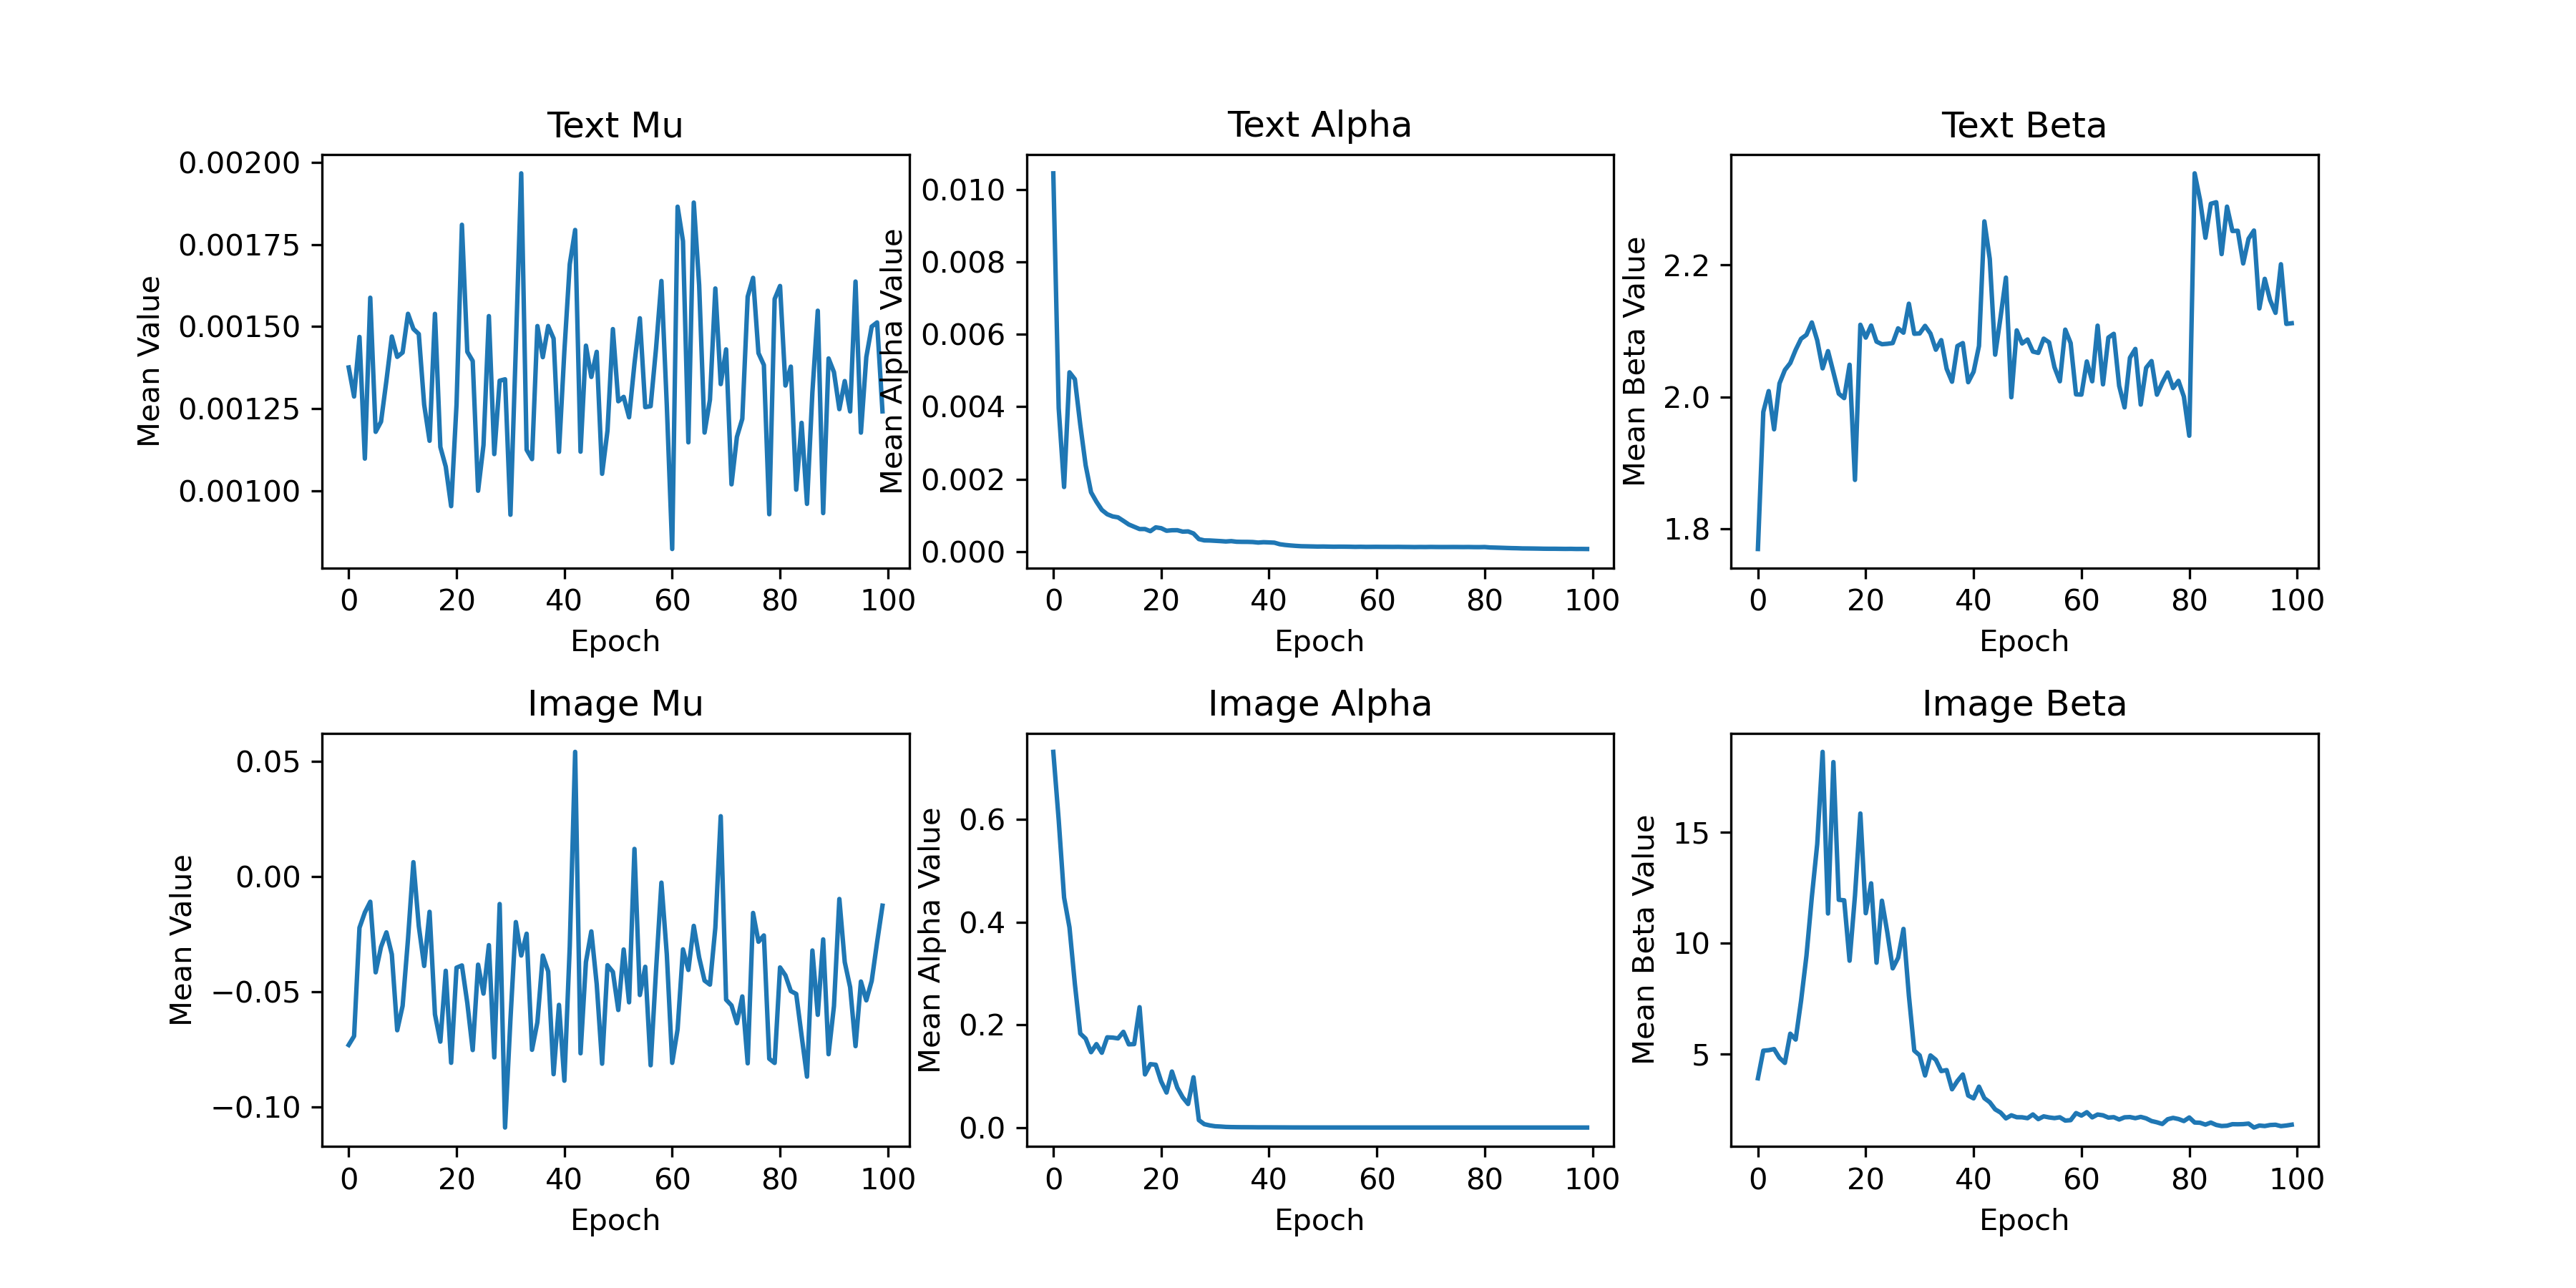 Text Mu
Mean Value
0.00200
0.00175
0.00150
0.00125
0.00100
0 20 40 60 80 100
Epoch
Text Alpha
Mean Alpha Value
0.010
0.008
0.006
0.004
0.002
0.000
0 20 40 60 80 100
Epoch
Text Beta
Mean Beta Value
2.2
2.0
1.8
0 20 40 60 80 100
Epoch
Image Mu
Mean Value
0.05
0.00
−0.05
−0.10
0 20 40 60 80 100
Epoch
Image Alpha
Mean Alpha Value
0.6
0.4
0.2
0.0
0 20 40 60 80 100
Epoch
Image Beta
Mean Beta Value
15
10
5
0 20 40 60 80 100
Epoch